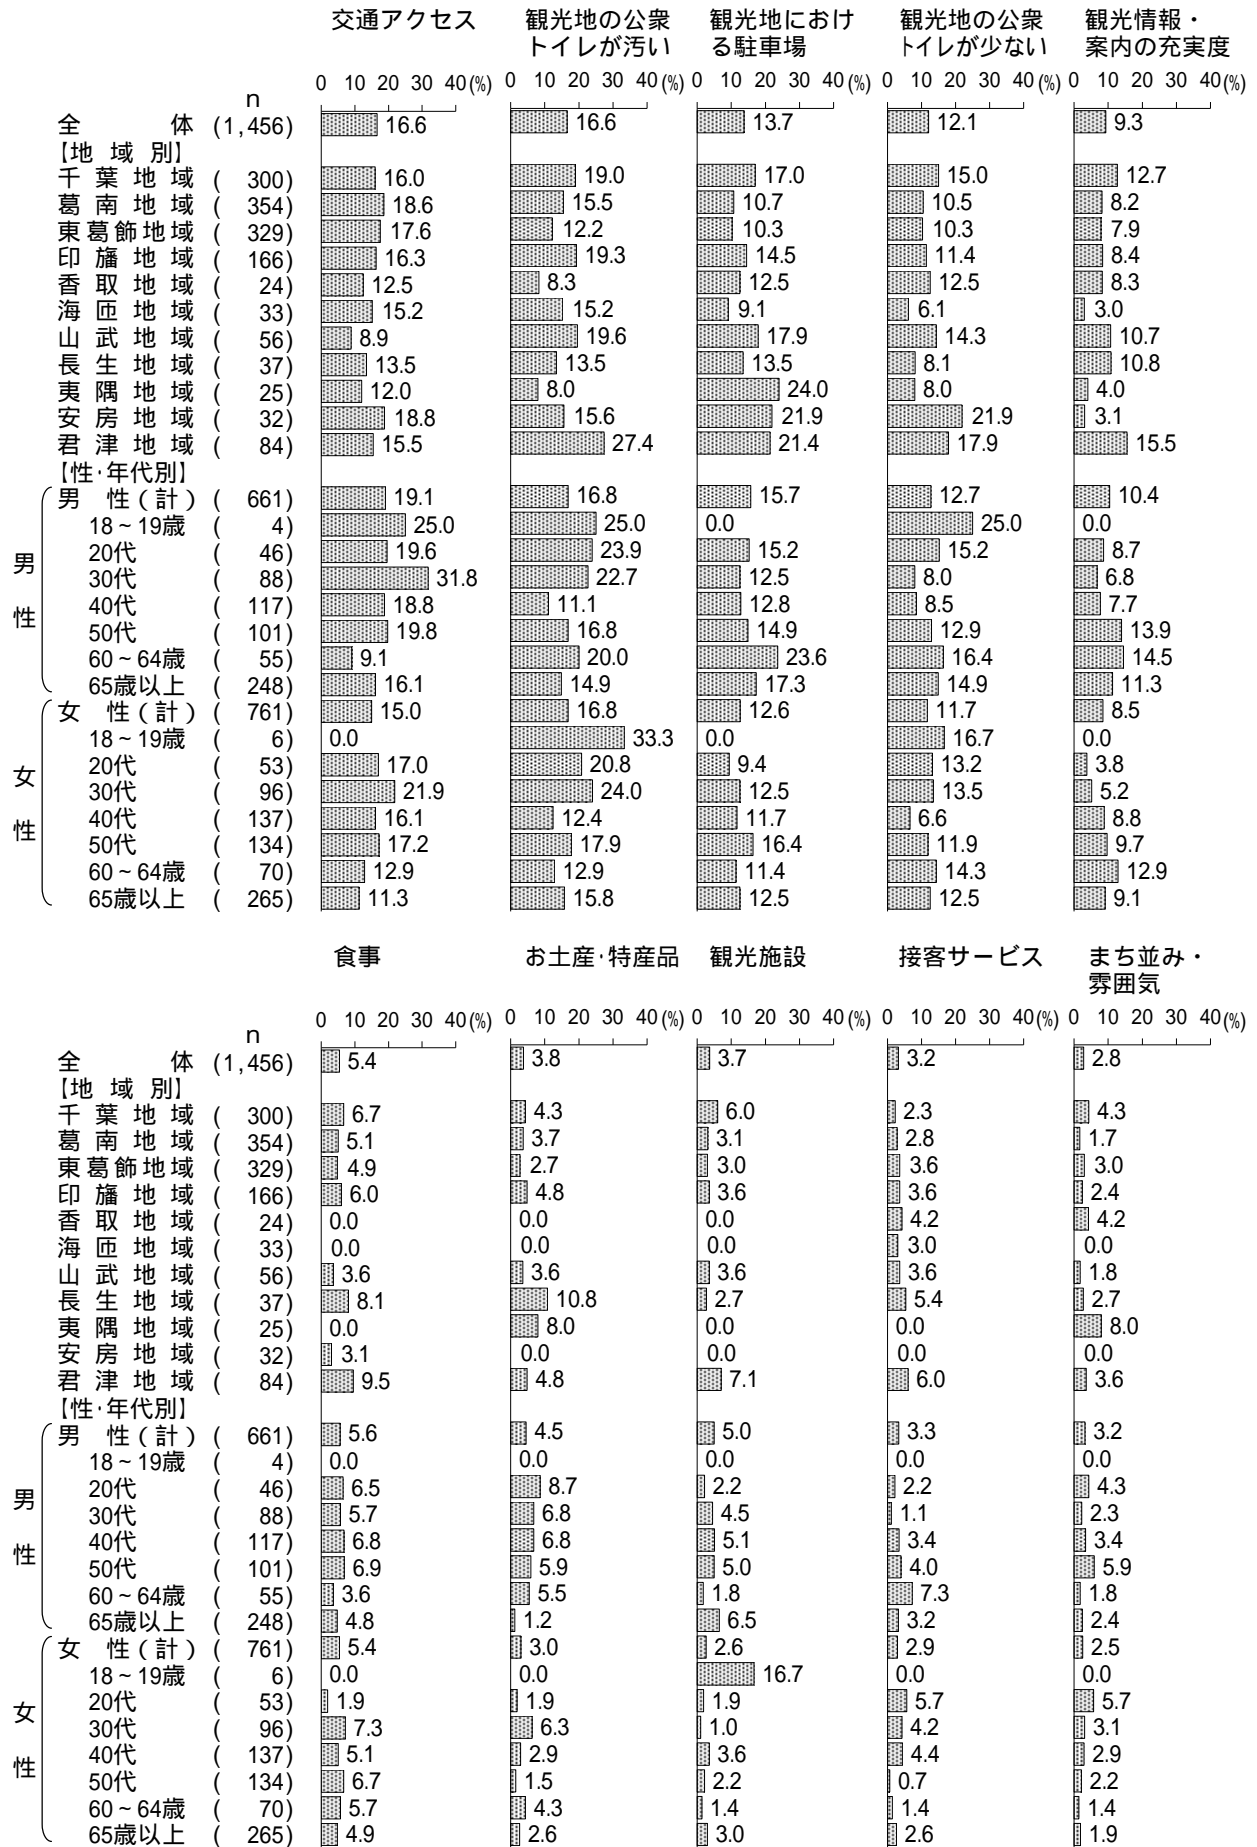 交通アクセス 観光地の公衆 観光地におけ 観光地の公衆 観光情報・
トイレが汚い る駐車場 トイレが少ない 案内の充実度
n 0 10 20 30 40(%) 0 10 20 30 40(%) 0 10 20 30 40(%) 0 10 20 30 40(%) 0 10 20 30 40(%)
全体 (1,456) 16.6 16.6 13.7 12.1 9.3
【地域別】
千葉地域 ( 300) 16.0 19.0 17.0 15.0 12.7
葛南地域 ( 354) 18.6 15.5 10.7 10.5 8.2
東葛飾地域 ( 329) 17.6 12.2 10.3 10.3 7.9
印旛地域 ( 166) 16.3 19.3 14.5 11.4 8.4
香取地域 ( 24) 12.5 8.3 12.5 12.5 8.3
海匝地域 ( 33) 15.2 15.2 9.1 6.1 3.0
山武地域 ( 56) 8.9 19.6 17.9 14.3 10.7
長生地域 ( 37) 13.5 13.5 13.5 8.1 10.8
夷隅地域 ( 25) 12.0 8.0 24.0 8.0 4.0
安房地域 ( 32) 18.8 15.6 21.9 21.9 3.1
君津地域 ( 84) 15.5 27.4 21.4 17.9 15.5
【性・年代別】
男性
男性(計) ( 661) 19.1 16.8 15.7 12.7 10.4
18~19歳 ( 4) 25.0 25.0 0.0 25.0 0.0
20代 ( 46) 19.6 23.9 15.2 15.2 8.7
30代 ( 88) 31.8 22.7 12.5 8.0 6.8
40代 ( 117) 18.8 11.1 12.8 8.5 7.7
50代 ( 101) 19.8 16.8 14.9 12.9 13.9
60~64歳 ( 55) 9.1 20.0 23.6 16.4 14.5
65歳以上 ( 248) 16.1 14.9 17.3 14.9 11.3
女性
女性(計) ( 761) 15.0 16.8 12.6 11.7 8.5
18~19歳 ( 6) 0.0 33.3 0.0 16.7 0.0
20代 ( 53) 17.0 20.8 9.4 13.2 3.8
30代 ( 96) 21.9 24.0 12.5 13.5 5.2
40代 ( 137) 16.1 12.4 11.7 6.6 8.8
50代 ( 134) 17.2 17.9 16.4 11.9 9.7
60~64歳 ( 70) 12.9 12.9 11.4 14.3 12.9
65歳以上 ( 265) 11.3 15.8 12.5 12.5 9.1
食事 お土産・特産品 観光施設 接客サービス まち並み・
雰囲気
n 0 10 20 30 40(%) 0 10 20 30 40(%) 0 10 20 30 40(%) 0 10 20 30 40(%) 0 10 20 30 40(%)
全体 (1,456) 5.4 3.8 3.7 3.2 2.8
【地域別】
千葉地域 ( 300) 6.7 4.3 6.0 2.3 4.3
葛南地域 ( 354) 5.1 3.7 3.1 2.8 1.7
東葛飾地域 ( 329) 4.9 2.7 3.0 3.6 3.0
印旛地域 ( 166) 6.0 4.8 3.6 3.6 2.4
香取地域 ( 24) 0.0 0.0 0.0 4.2 4.2
海匝地域 ( 33) 0.0 0.0 0.0 3.0 0.0
山武地域 ( 56) 3.6 3.6 3.6 3.6 1.8
長生地域 ( 37) 8.1 10.8 2.7 5.4 2.7
夷隅地域 ( 25) 0.0 8.0 0.0 0.0 8.0
安房地域 ( 32) 3.1 0.0 0.0 0.0 0.0
君津地域 ( 84) 9.5 4.8 7.1 6.0 3.6
【性・年代別】
男性
男性(計) ( 661) 5.6 4.5 5.0 3.3 3.2
18~19歳 ( 4) 0.0 0.0 0.0 0.0 0.0
20代 ( 46) 6.5 8.7 2.2 2.2 4.3
30代 ( 88) 5.7 6.8 4.5 1.1 2.3
40代 ( 117) 6.8 6.8 5.1 3.4 3.4
50代 ( 101) 6.9 5.9 5.0 4.0 5.9
60~64歳 ( 55) 3.6 5.5 1.8 7.3 1.8
65歳以上 ( 248) 4.8 1.2 6.5 3.2 2.4
女性
女性(計) ( 761) 5.4 3.0 2.6 2.9 2.5
18~19歳 ( 6) 0.0 0.0 16.7 0.0 0.0
20代 ( 53) 1.9 1.9 1.9 5.7 5.7
30代 ( 96) 7.3 6.3 1.0 4.2 3.1
40代 ( 137) 5.1 2.9 3.6 4.4 2.9
50代 ( 134) 6.7 1.5 2.2 0.7 2.2
60~64歳 ( 70) 5.7 4.3 1.4 1.4 1.4
65歳以上 ( 265) 4.9 2.6 3.0 2.6 1.9